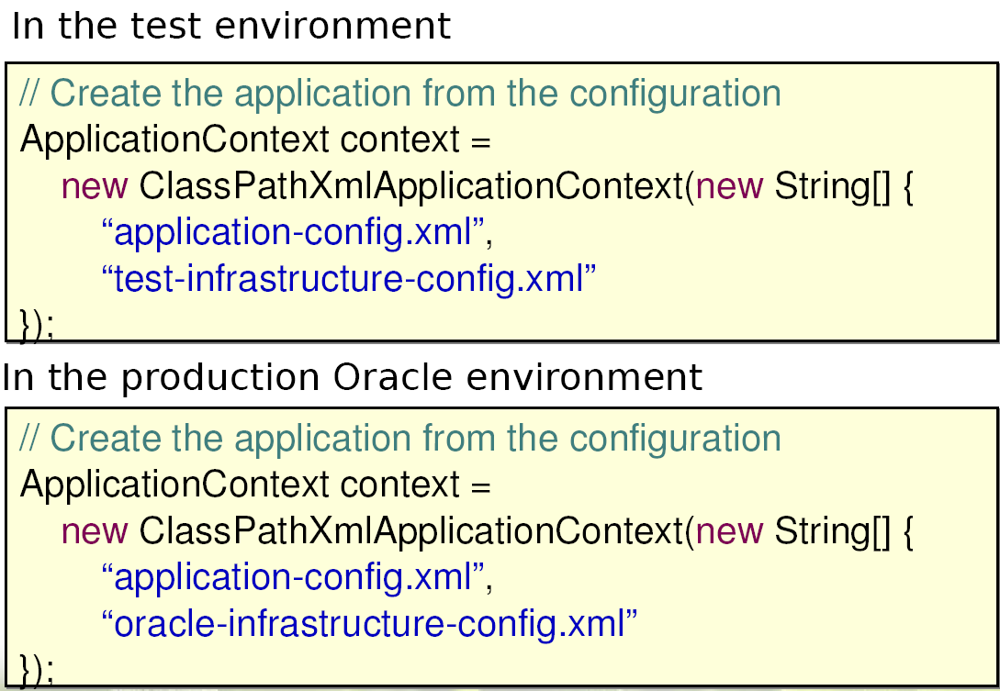 In the test environment
// Create the application from the configuration
ApplicationContext context =
new ClassPathXmlApplicationContext(new String[] {
“application-config.xml”,
“test-infrastructure-config.xml”
});
In the production Oracle environment
// Create the application from the configuration
ApplicationContext context =
new ClassPathXmlApplicationContext(new String[] {
“application-config.xml”,
“oracle-infrastructure-config.xml”
});